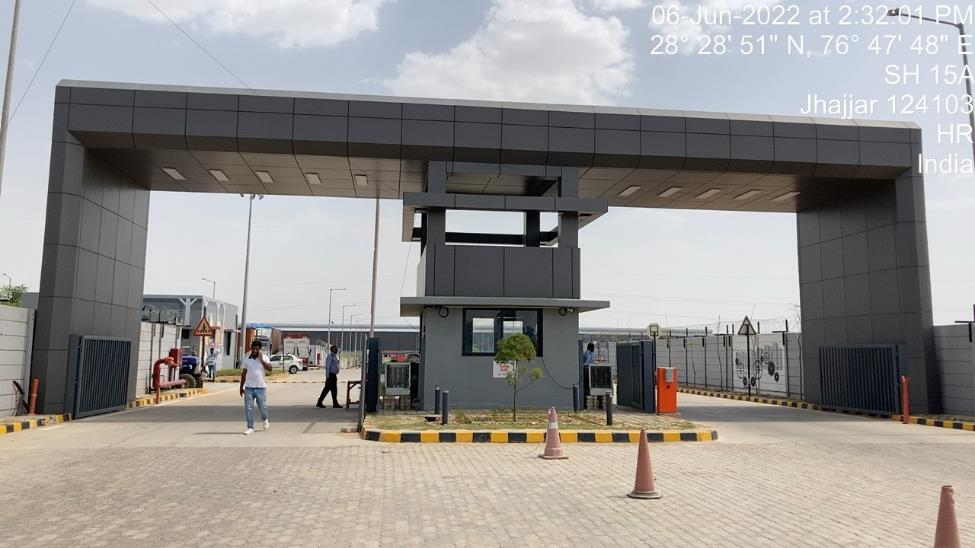 06-Jun-2022 at 2:32:01 PM
28° 28' 51" N, 76° 47' 48" E
SH 15A
Jhajjar 124103
HR
India